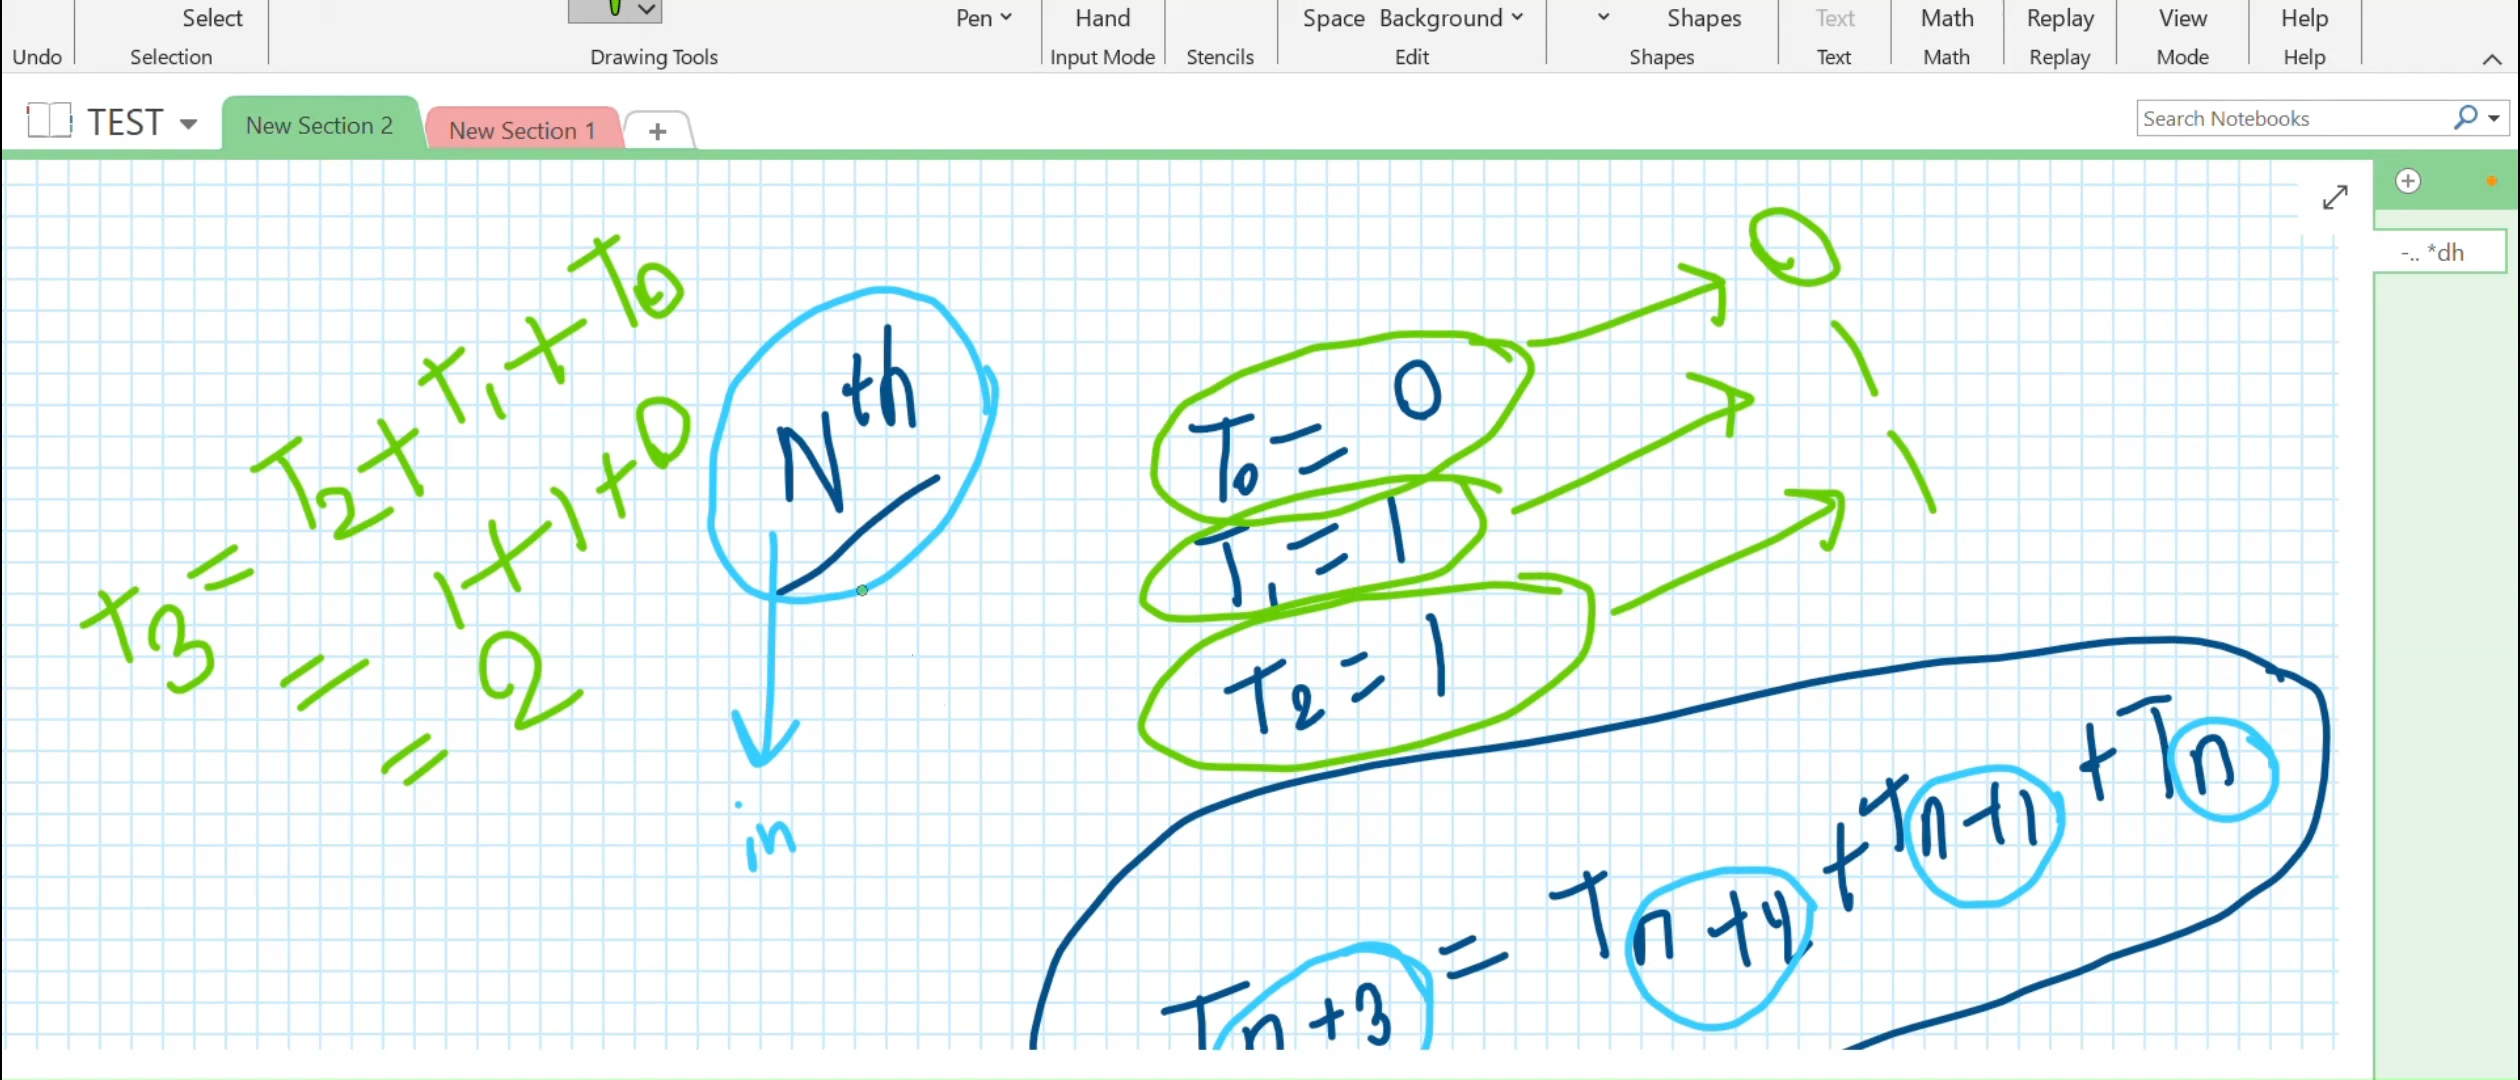 Select Pen Hand Space Background Shapes Text Math Replay View Help
Undo Selection Drawing Tools Input Mode Stencils Edit Shapes Text Math Replay Mode Help
TEST New Section 2 New Section 1 + Search Notebooks
-.. *dh
T3 = T2 + T1 + T0
= 1+1+0
= 2
Nth
in
T0 = 0
T1 = 1
T2 = 1
0
1
1
Tn+3 = Tn+y + Tn+1 + Tn